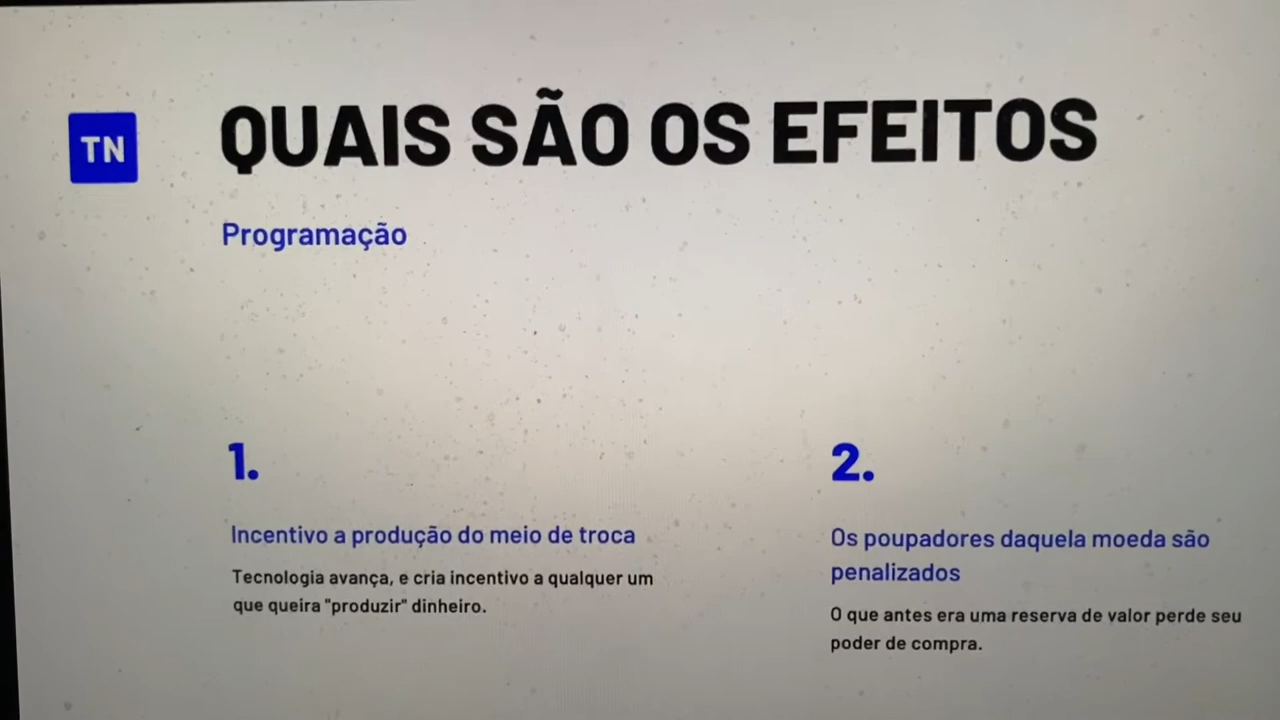 TN
QUAIS SÃO OS EFEITOS
Programação
1.
Incentivo a produção do meio de troca
Tecnologia avança, e cria incentivo a qualquer um
que queira "produzir" dinheiro.
2.
Os poupadores daquela moeda são
penalizados
O que antes era uma reserva de valor perde seu
poder de compra.